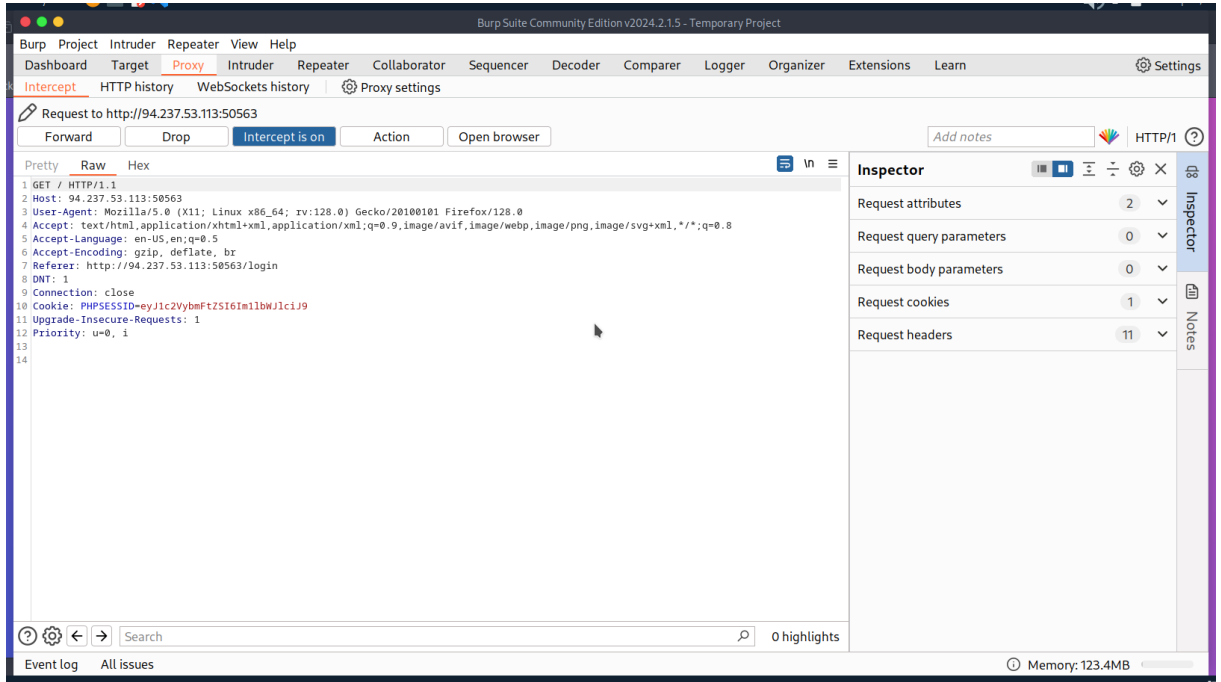 Burp Suite Community Edition v2024.2.1.5 - Temporary Project
Burp Project Intruder Repeater View Help
Dashboard Target Proxy Intruder Repeater Collaborator Sequencer Decoder Comparer Logger Organizer Extensions Learn Settings
Intercept HTTP history WebSockets history Proxy settings
Request to http://94.237.53.113:50563
Forward Drop Intercept is on Action Open browser Add notes HTTP/1 ?
Pretty Raw Hex \n
Inspector
1 GET / HTTP/1.1
2 Host: 94.237.53.113:50563
3 User-Agent: Mozilla/5.0 (X11; Linux x86_64; rv:128.0) Gecko/20100101 Firefox/128.0
4 Accept: text/html,application/xhtml+xml,application/xml;q=0.9,image/avif,image/webp,image/png,image/svg+xml,*/*;q=0.8
5 Accept-Language: en-US,en;q=0.5
6 Accept-Encoding: gzip, deflate, br
7 Referer: http://94.237.53.113:50563/login
8 DNT: 1
9 Connection: close
10 Cookie: PHPSESSID=eyJ1c2VybmFtZSI6Im1lbWJlciJ9
11 Upgrade-Insecure-Requests: 1
12 Priority: u=0, i
13
14
Request attributes 2
Request query parameters 0
Request body parameters 0
Request cookies 1
Request headers 11
Inspector
Notes
? Search 0 highlights
Event log All issues Memory: 123.4MB